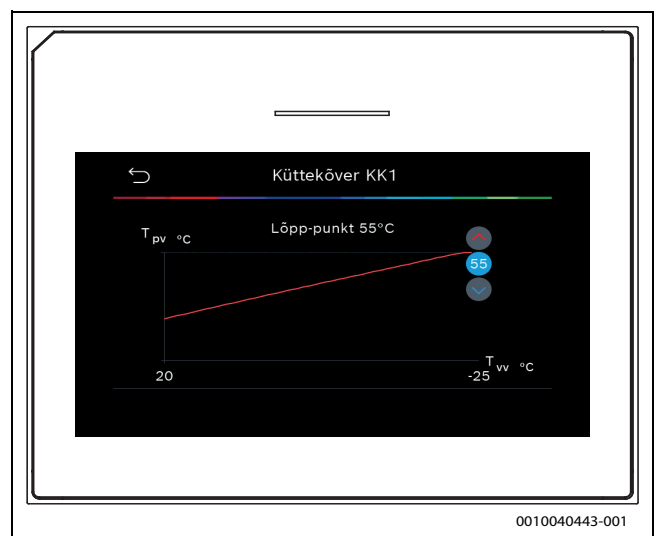 Küttekõver KK1
Lõpp-punkt 55°C
T pv °C
55
T vv °C
20
-25
0010040443-001